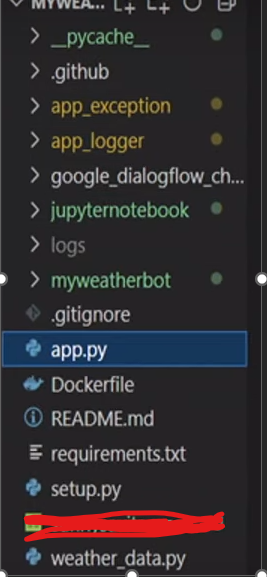 MYWEA...
__pycache__
.github
app_exception
app_logger
google_dialogflow_ch...
jupyternotebook
logs
myweatherbot
.gitignore
app.py
Dockerfile
README.md
requirements.txt
setup.py
weather_data.py